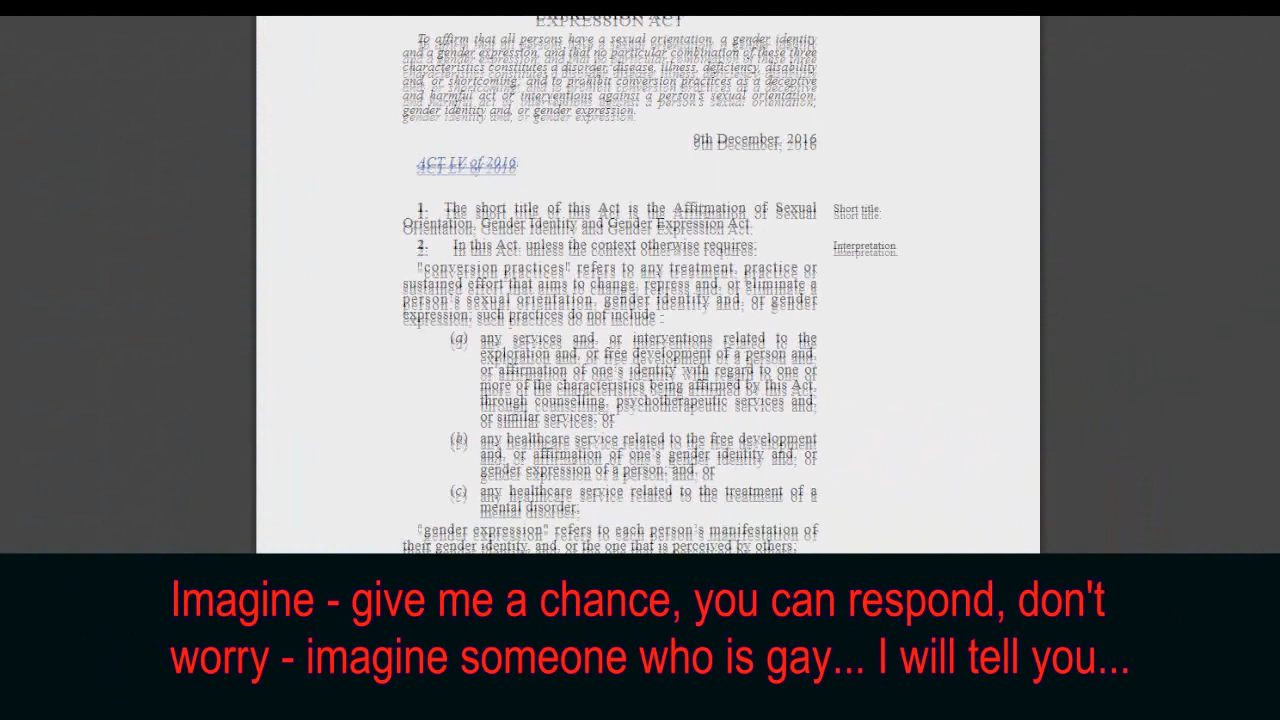 EXPRESSION ACT
To affirm that all persons have a sexual orientation, a gender identity
and a gender expression, and that no particular combination of these three
characteristics constitutes a disorder, disease, illness, deficiency, disability
and, or shortcoming; and to prohibit conversion practices as a deceptive
and harmful act or interventions against a person's sexual orientation,
gender identity and, or gender expression.
9th December, 2016
ACT LV of 2016
1. The short title of this Act is the Affirmation of Sexual Short title.
Orientation, Gender Identity and Gender Expression Act.
2. In this Act, unless the context otherwise requires: Interpretation.
"conversion practices" refers to any treatment, practice or
sustained effort that aims to change, repress and, or eliminate a
person's sexual orientation, gender identity and, or gender
expression; such practices do not include -
(a) any services and, or interventions related to the
exploration and, or free development of a person and,
or affirmation of one's identity with regard to one or
more of the characteristics being affirmed by this Act,
through counselling, psychotherapeutic services and,
or similar services; or
(b) any healthcare service related to the free development
and, or affirmation of one's gender identity and, or
gender expression of a person; and, or
(c) any healthcare service related to the treatment of a
mental disorder;
"gender expression" refers to each person's manifestation of
their gender identity, and, or the one that is perceived by others;
Imagine - give me a chance, you can respond, don't
worry - imagine someone who is gay... I will tell you...